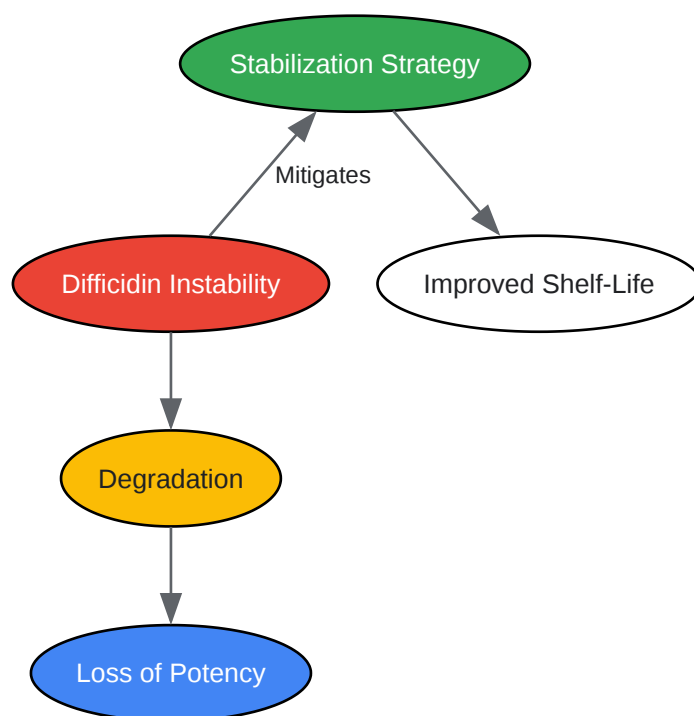 Stabilization Strategy
Mitigates
Difficidin Instability
Improved Shelf-Life
Degradation
Loss of Potency